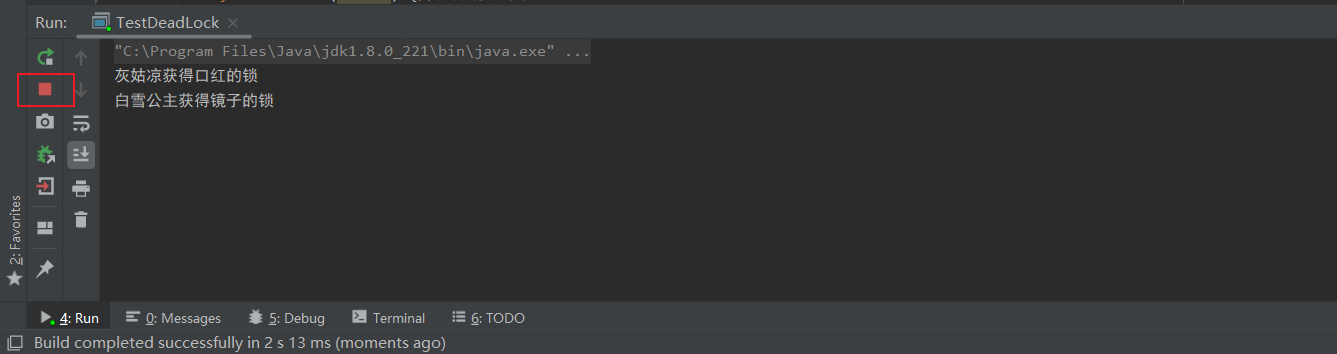 Run: TestDeadLock
"C:\Program Files\Java\jdk1.8.0_221\bin\java.exe" ...
灰姑凉获得口红的锁
白雪公主获得镜子的锁
2: Favorites
4: Run 0: Messages 5: Debug Terminal 6: TODO
Build completed successfully in 2 s 13 ms (moments ago)